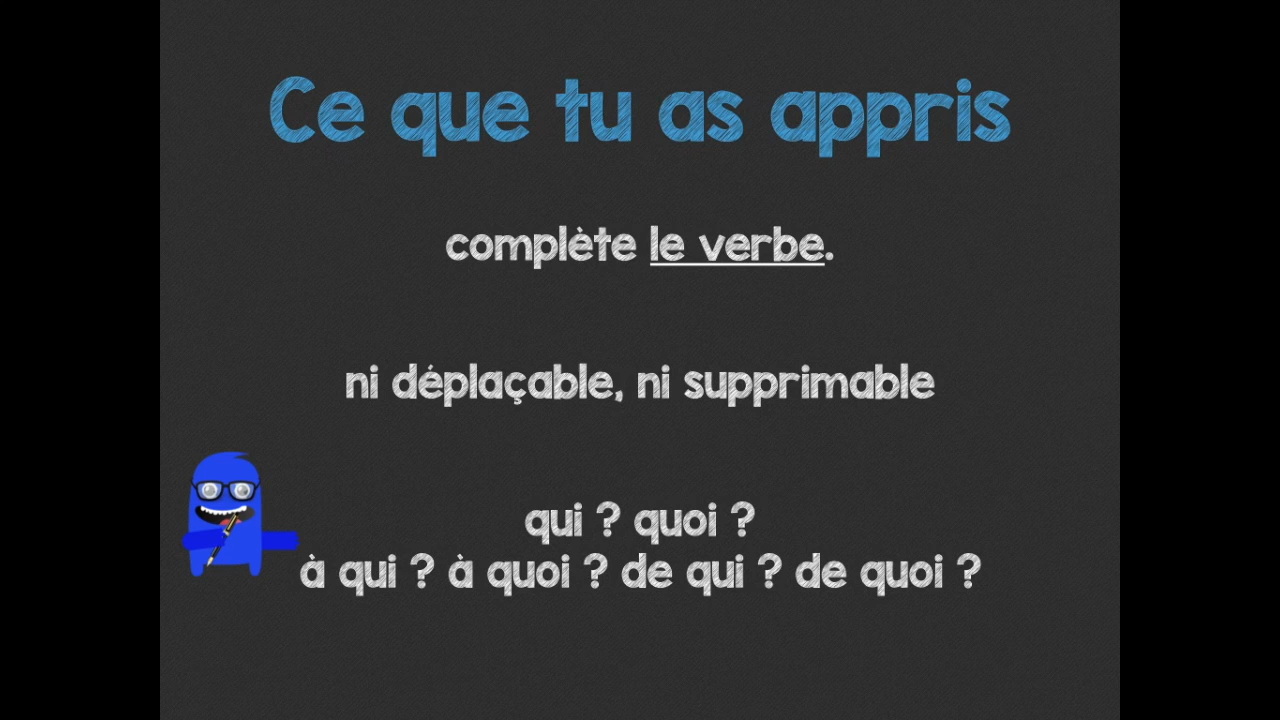 Ce que tu as appris
complète le verbe.
ni déplaçable, ni supprimable
qui ? quoi ?
à qui ? à quoi ? de qui ? de quoi ?